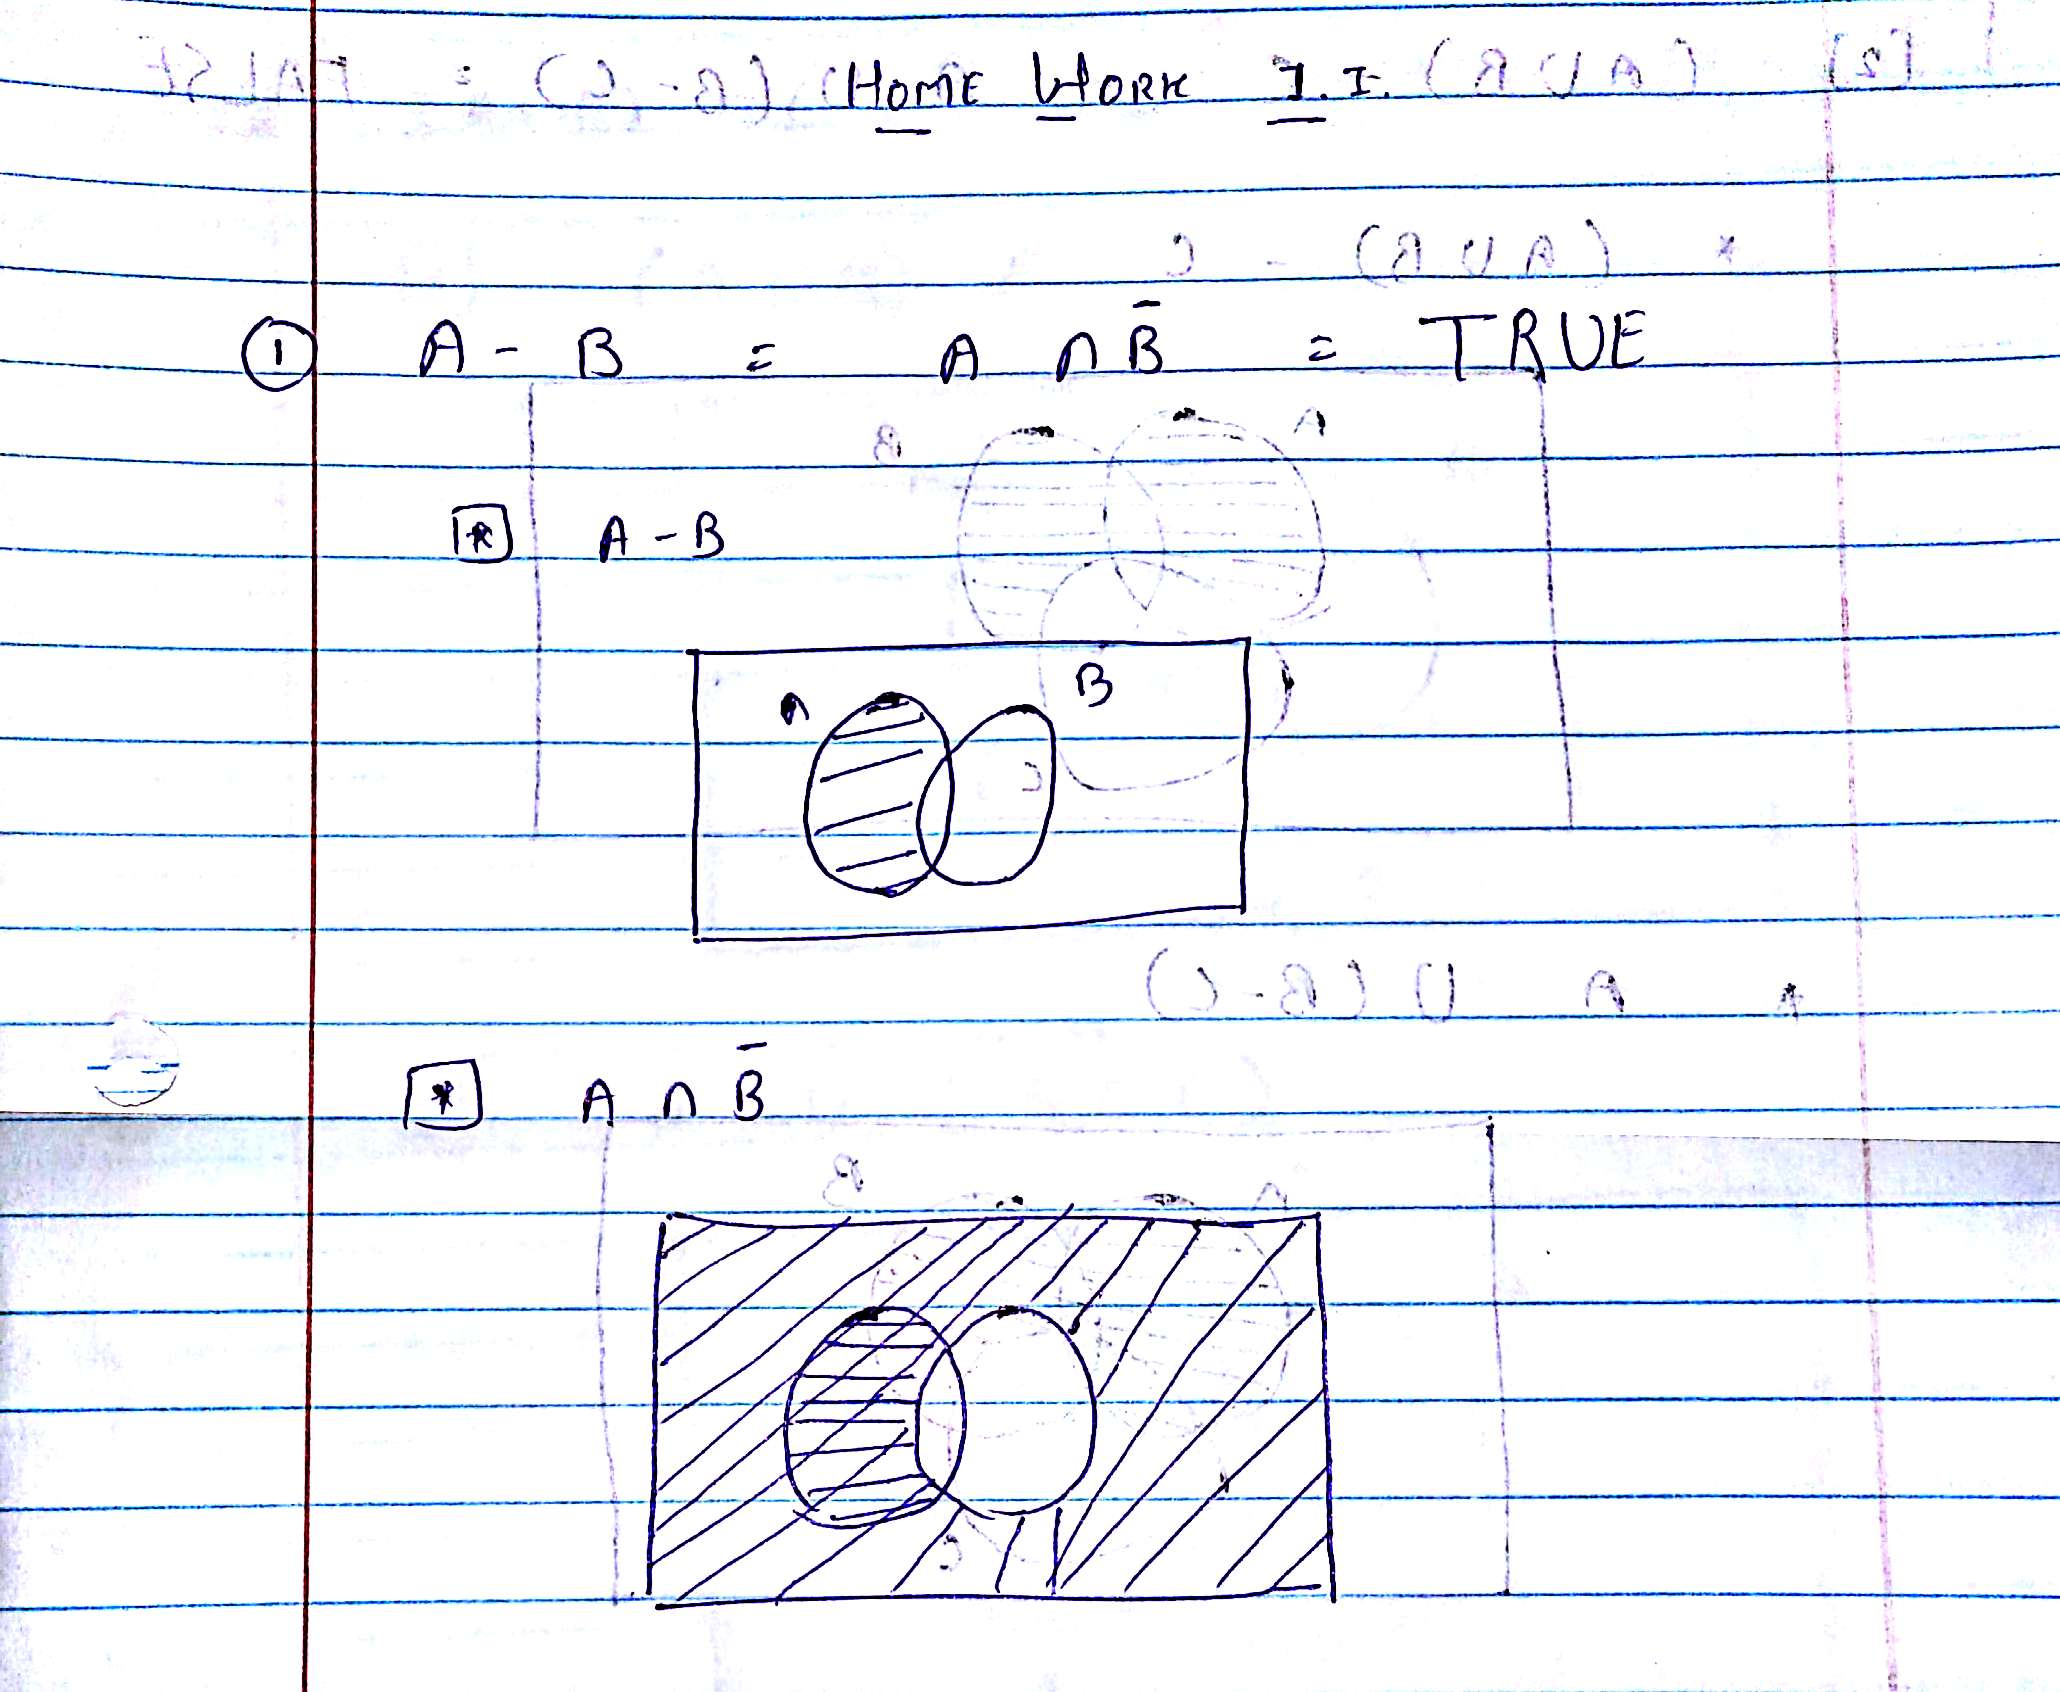 HOME WORK 1.1.
① A - B = A ∩ B̄ = TRUE
* A - B
A B
* A ∩ B̄